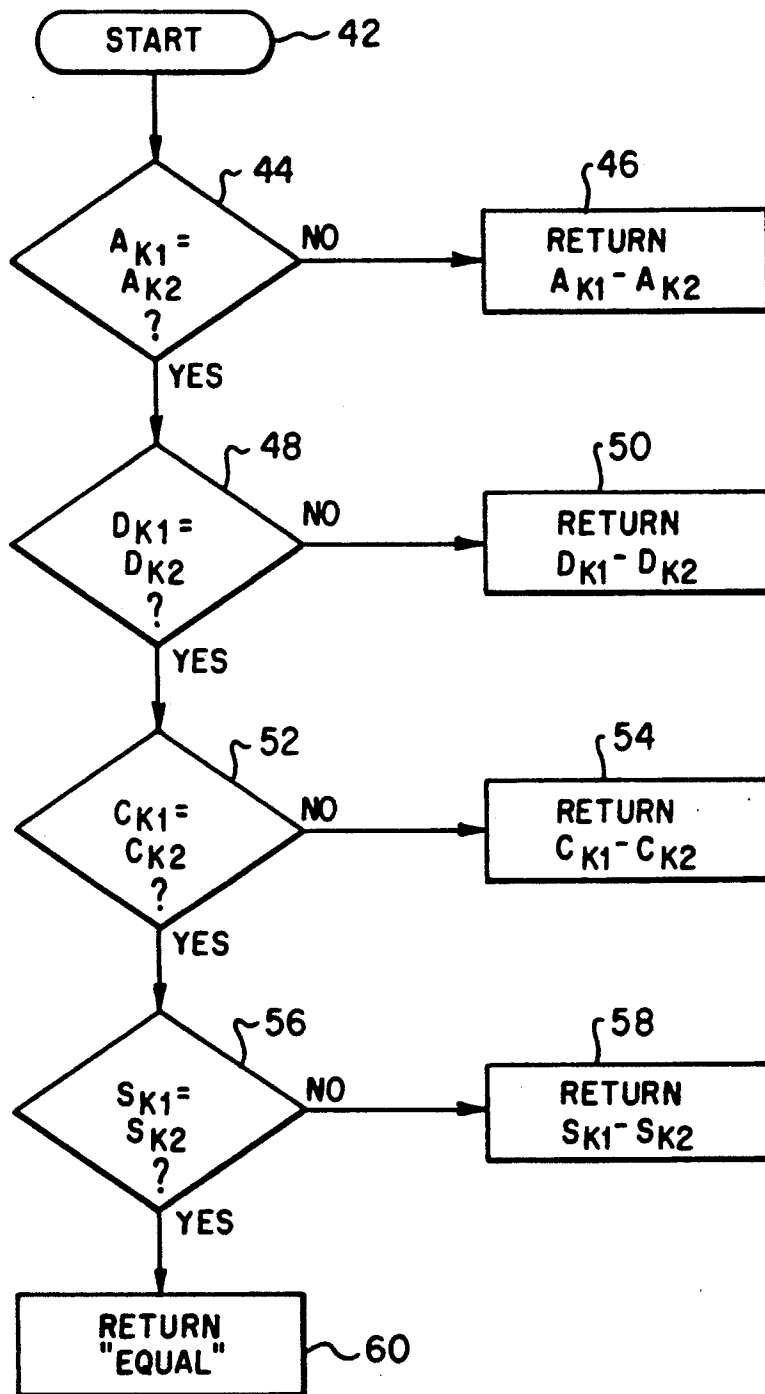 START
42
44
A K1 =
A K2
?
NO
YES
46
RETURN
A K1 - A K2
48
D K1 =
D K2
?
NO
YES
50
RETURN
D K1 - D K2
52
C K1 =
C K2
?
NO
YES
54
RETURN
C K1 - C K2
56
S K1 =
S K2
?
NO
YES
58
RETURN
S K1 - S K2
RETURN
"EQUAL"
60